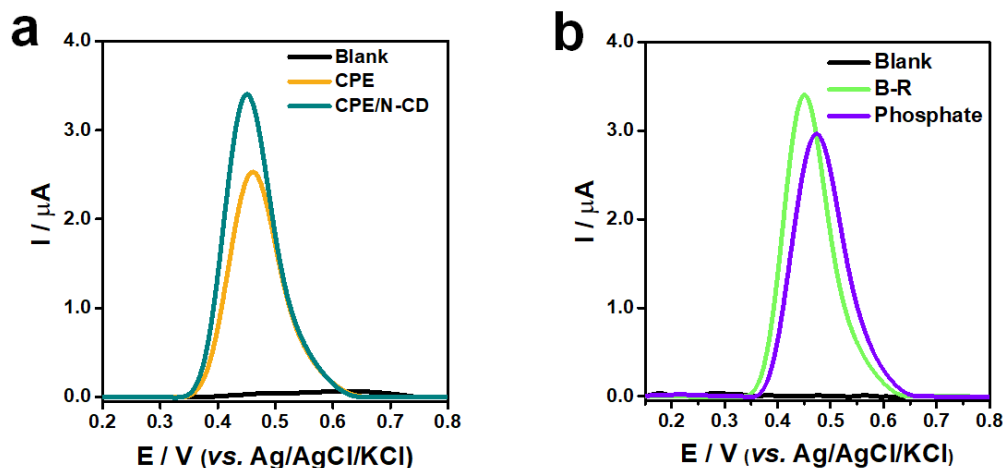 a
4.0
3.0
2.0
1.0
0.0
I / μA
Blank
CPE
CPE/N-CD
0.2 0.3 0.4 0.5 0.6 0.7 0.8
E / V (vs. Ag/AgCl/KCl)
b
4.0
3.0
2.0
1.0
0.0
I / μA
Blank
B-R
Phosphate
0.2 0.3 0.4 0.5 0.6 0.7 0.8
E / V (vs. Ag/AgCl/KCl)